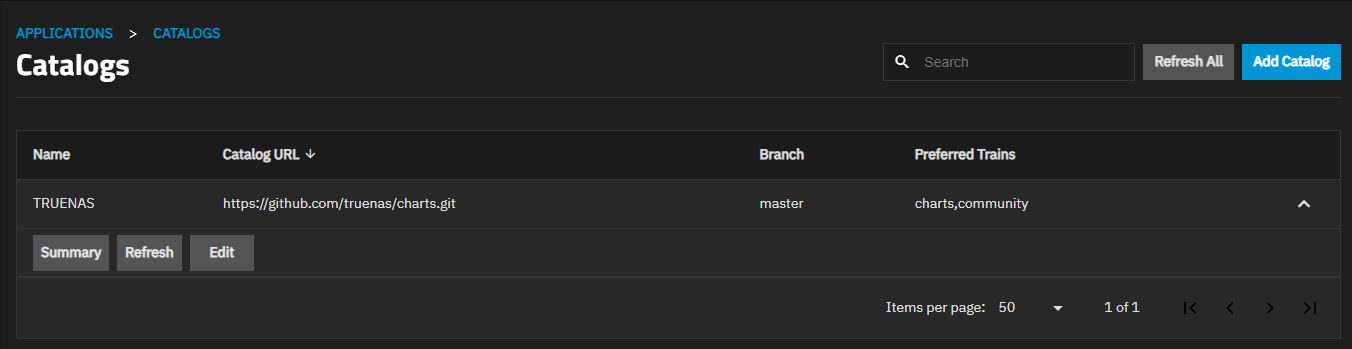 APPLICATIONS > CATALOGS
Catalogs
Search
Refresh All
Add Catalog
Name Catalog URL Branch Preferred Trains
TRUENAS https://github.com/truenas/charts.git master charts,community
Summary Refresh Edit
Items per page: 50 1 of 1